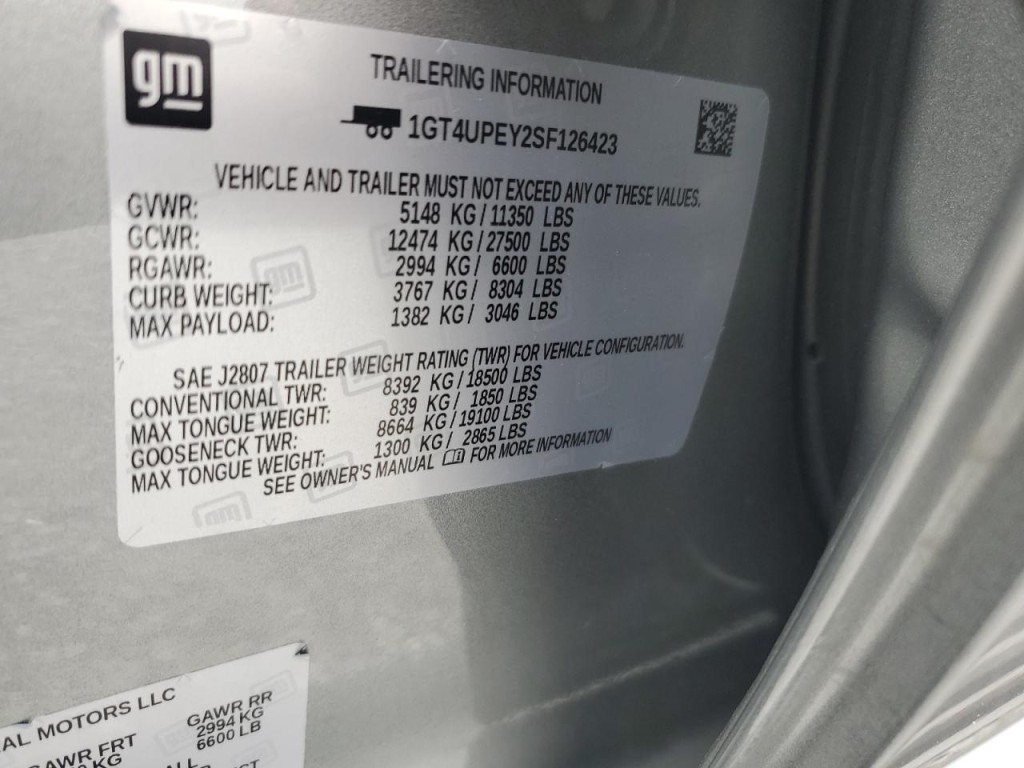 gm
TRAILERING INFORMATION
1GT4UPEY2SF126423
VEHICLE AND TRAILER MUST NOT EXCEED ANY OF THESE VALUES.
GVWR: 5148 KG/11350 LBS
GCWR: 12474 KG/27500 LBS
RGAWR: 2994 KG/ 6600 LBS
CURB WEIGHT: 3767 KG/ 8304 LBS
MAX PAYLOAD: 1382 KG/ 3046 LBS
SAE J2807 TRAILER WEIGHT RATING (TWR) FOR VEHICLE CONFIGURATION.
CONVENTIONAL TWR: 8392 KG/18500 LBS
MAX TONGUE WEIGHT: 839 KG/ 1850 LBS
GOOSENECK TWR: 8664 KG/19100 LBS
MAX TONGUE WEIGHT: 1300 KG/ 2865 LBS
SEE OWNER'S MANUAL FOR MORE INFORMATION
MOTORS LLC
FRT GAWR RR
KG 2994 KG
6600 LB